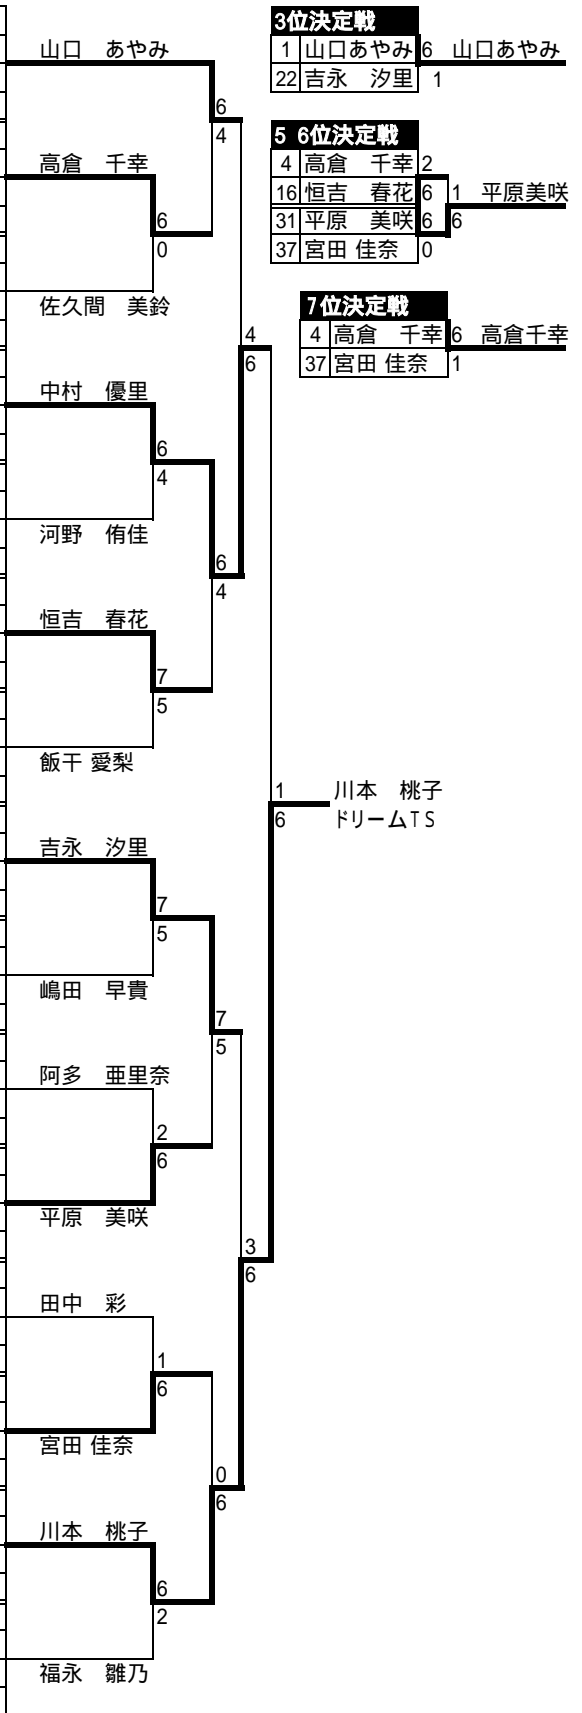 3位決定戦
1 山口あやみ 6 山口あやみ
22 吉永　汐里 1
5 6位決定戦
4 高倉　千幸 2
16 恒吉　春花 6 1 平原美咲
31 平原　美咲 6 6
37 宮田 佳奈 0
7位決定戦
4 高倉　千幸 6 高倉千幸
37 宮田 佳奈 1
山口　あやみ
6
4
高倉　千幸
6
0
佐久間　美鈴
4
6
中村　優里
6
4
河野　侑佳
6
4
恒吉　春花
7
5
飯干 愛梨
1 川本　桃子
6 ドリームTS
吉永　汐里
7
5
嶋田　早貴
7
5
阿多　亜里奈
2
6
平原　美咲
3
6
田中　彩
1
6
宮田 佳奈
0
6
川本　桃子
6
2
福永　雛乃